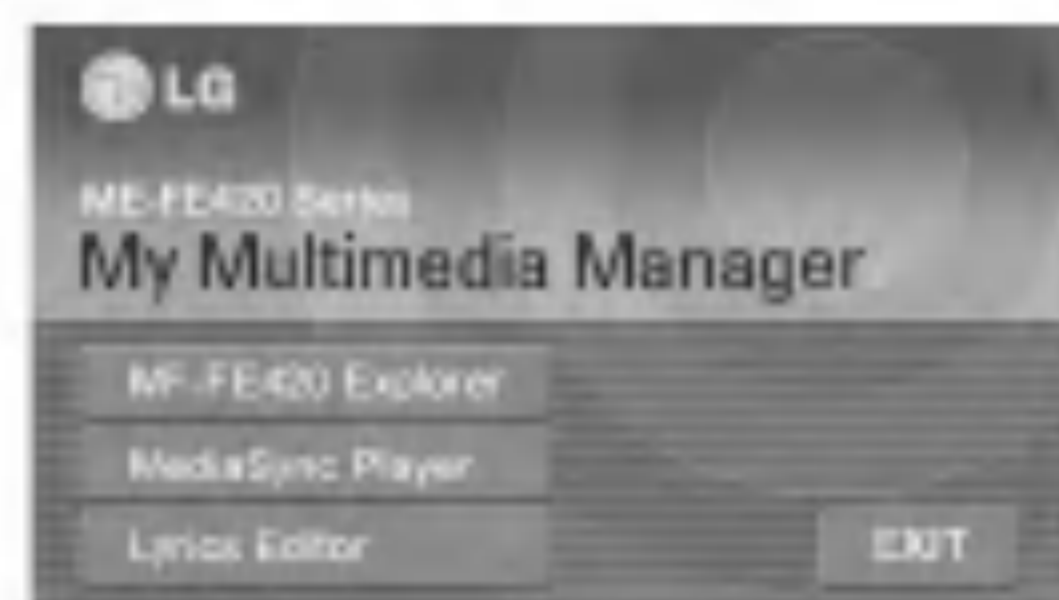 LG
MF-FE420 Series
My Multimedia Manager
MF-FE420 Explorer
MediaSync Player
Lyrics Editor
EXIT